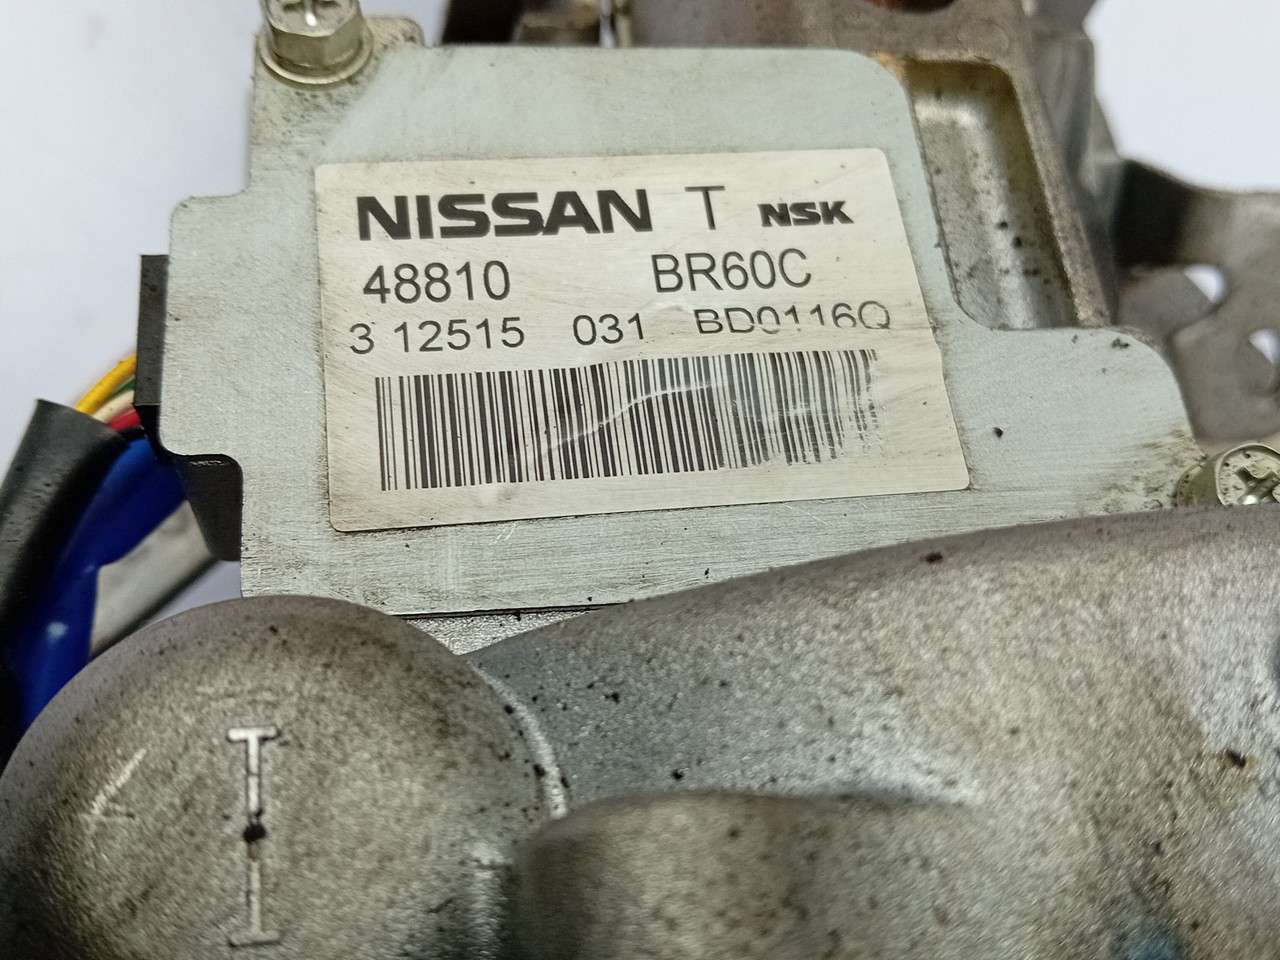 NISSAN T NSK
48810 BR60C
3 12515 031 BD0116Q